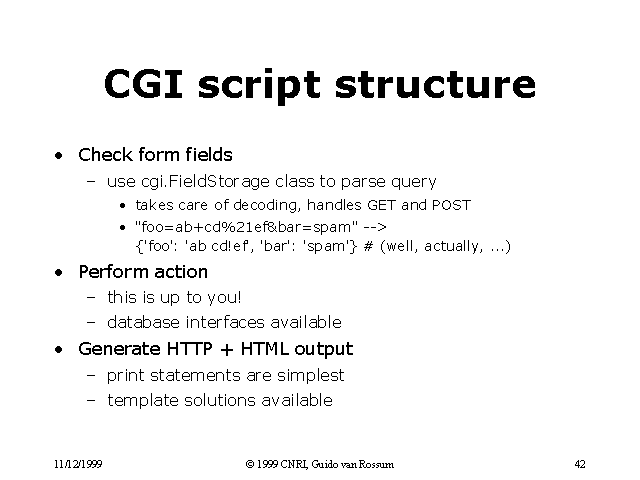 CGI script structure
• Check form fields
– use cgi.FieldStorage class to parse query
• takes care of decoding, handles GET and POST
• "foo=ab+cd%21ef&bar=spam" -->
{'foo': 'ab cd!ef', 'bar': 'spam'} # (well, actually, ...)
• Perform action
– this is up to you!
– database interfaces available
• Generate HTTP + HTML output
– print statements are simplest
– template solutions available
11/12/1999 © 1999 CNRI, Guido van Rossum 42